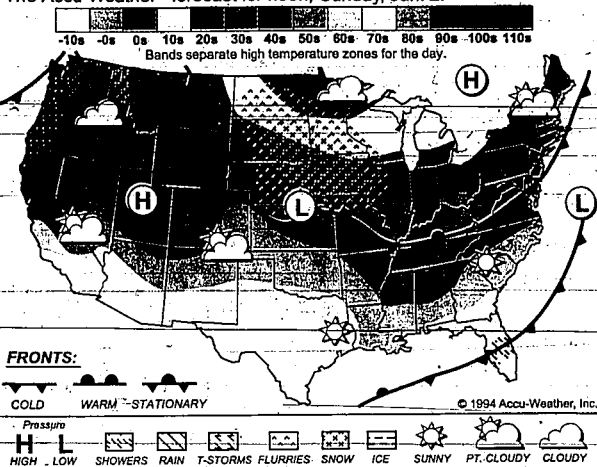 The Accu-Weather forecast for noon, Sunday, Jan. 2.
-10s -0s 0s 10s 20s 30s 40s 50s 60s 70s 80s 90s 100s 110s
Bands separate high temperature zones for the day.
H
H
L
L
FRONTS:
COLD WARM STATIONARY
© 1994 Accu-Weather, Inc.
Pressure
H L
HIGH LOW SHOWERS RAIN T-STORMS FLURRIES SNOW ICE SUNNY PT. CLOUDY CLOUDY